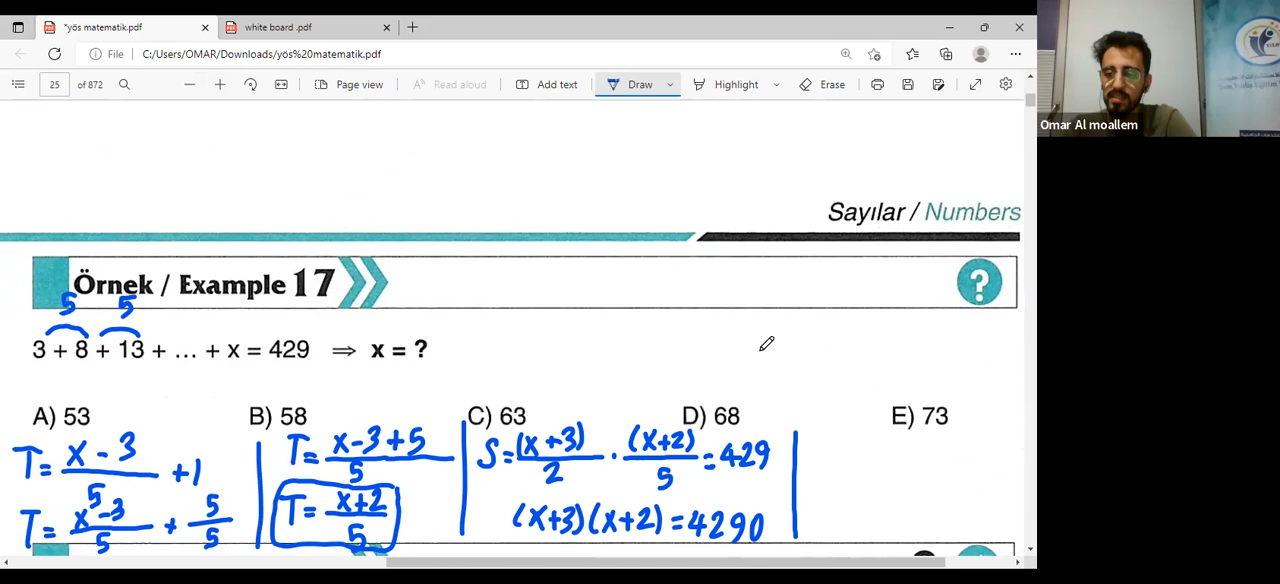 *yös matematik.pdf
white board .pdf
File C:/Users/OMAR/Downloads/yös%20matematik.pdf
25 of 872 Page view Read aloud Add text Draw Highlight Erase
Omar Al moallem
Sayılar / Numbers
Örnek / Example 17
?
5 5
3 + 8 + 13 + ... + x = 429 ⇒ x = ?
A) 53 B) 58 C) 63 D) 68 E) 73
T = (x - 3)/5 + 1
T = (x - 3)/5 + 5/5
T = (x - 3 + 5)/5
T = (x + 2)/5
S = (x + 3)/2 · (x + 2)/5 = 429
(x + 3)(x + 2) = 4290